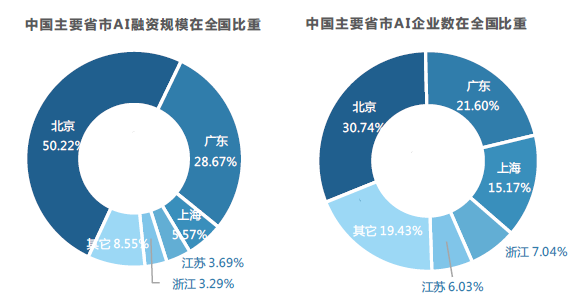 中国主要省市AI融资规模在全国比重
北京
50.22%
广东
28.67%
上海
5.57%
其它 8.55%
江苏 3.69%
浙江 3.29%
中国主要省市AI企业数在全国比重
北京
30.74%
广东
21.60%
上海
15.17%
其它 19.43%
浙江 7.04%
江苏 6.03%